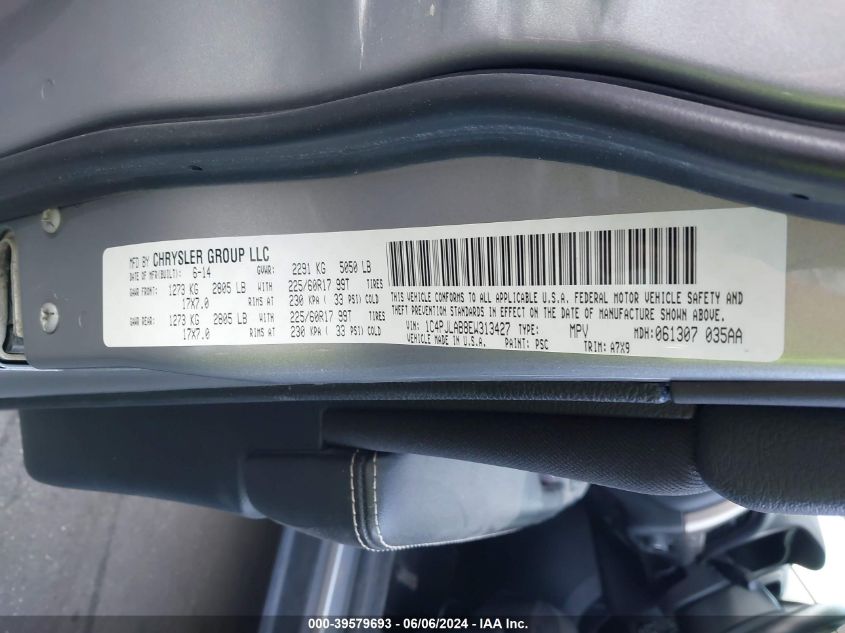 MFD BY CHRYSLER GROUP LLC
DATE OF MFR(BUILT): 6-14 GVWR: 2291 KG 5050 LB
GAWR FRONT: 1273 KG 2805 LB WITH 225/60R17 99T TIRES
17X7.0 RIMS AT 230 KPA ( 33 PSI) COLD
GAWR REAR: 1273 KG 2805 LB WITH 225/60R17 99T TIRES
17X7.0 RIMS AT 230 KPA ( 33 PSI) COLD
THIS VEHICLE CONFORMS TO ALL APPLICABLE U.S.A. FEDERAL MOTOR VEHICLE SAFETY AND
THEFT PREVENTION STANDARDS IN EFFECT ON THE DATE OF MANUFACTURE SHOWN ABOVE.
VIN: 1C4PJLAB8EW313427 TYPE: MPV MDH: 061307 035AA
VEHICLE MADE IN U.S.A. PAINT: PSC TRIM: A7X9
000-39579693 - 06/06/2024 - IAA Inc.